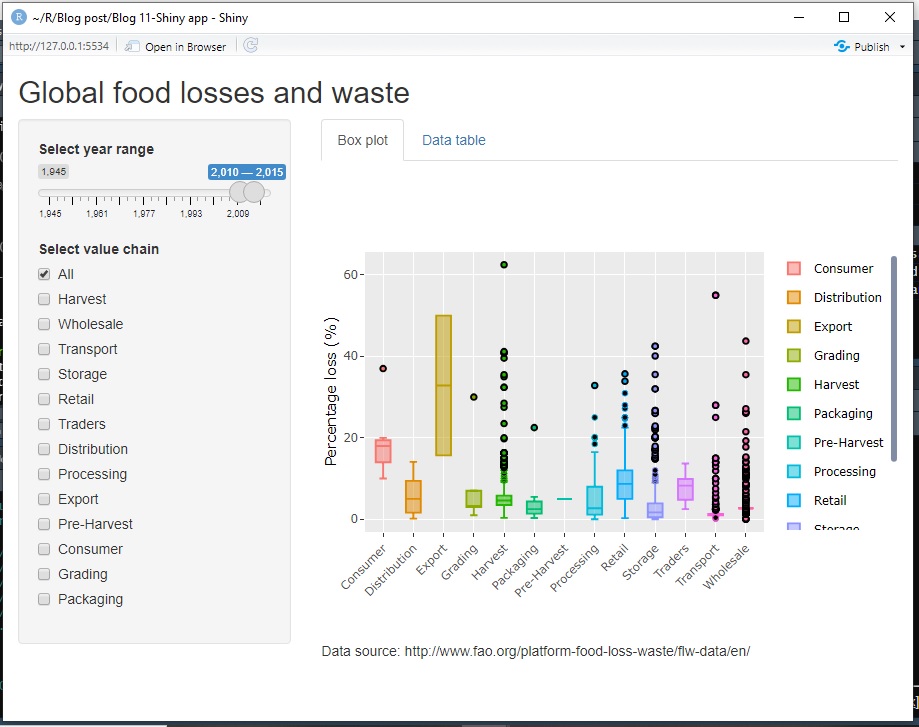 ~/R/Blog post/Blog 11-Shiny app - Shiny
http://127.0.0.1:5534 Open in Browser Publish
Global food losses and waste
Select year range
1,945 2,010 — 2,015
1,945 1,961 1,977 1,993 2,009
Select value chain
All
Harvest
Wholesale
Transport
Storage
Retail
Traders
Distribution
Processing
Export
Pre-Harvest
Consumer
Grading
Packaging
Box plot Data table
Percentage loss (%)
60
40
20
0
Consumer Distribution Export Grading Harvest Packaging Pre-Harvest Processing Retail Storage Traders Transport Wholesale
Consumer
Distribution
Export
Grading
Harvest
Packaging
Pre-Harvest
Processing
Retail
Storage
Data source: http://www.fao.org/platform-food-loss-waste/flw-data/en/